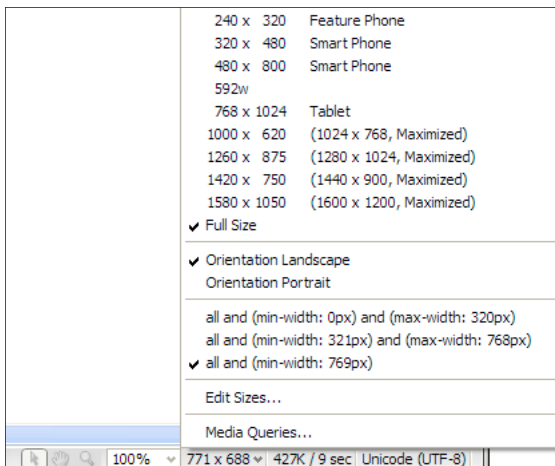 240 x 320 Feature Phone
320 x 480 Smart Phone
480 x 800 Smart Phone
592w
768 x 1024 Tablet
1000 x 620 (1024 x 768, Maximized)
1260 x 875 (1280 x 1024, Maximized)
1420 x 750 (1440 x 900, Maximized)
1580 x 1050 (1600 x 1200, Maximized)
Full Size
Orientation Landscape
Orientation Portrait
all and (min-width: 0px) and (max-width: 320px)
all and (min-width: 321px) and (max-width: 768px)
all and (min-width: 769px)
Edit Sizes...
Media Queries...
100% 771 x 688 427K / 9 sec Unicode (UTF-8)